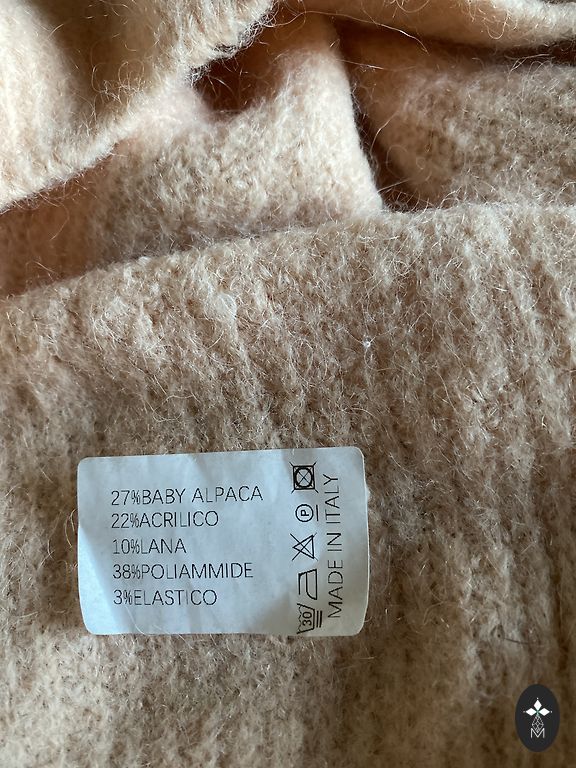 27%BABY ALPACA
22%ACRILICO
10%LANA
38%POLIAMMIDE
3%ELASTICO
30
P
MADE IN ITALY
M